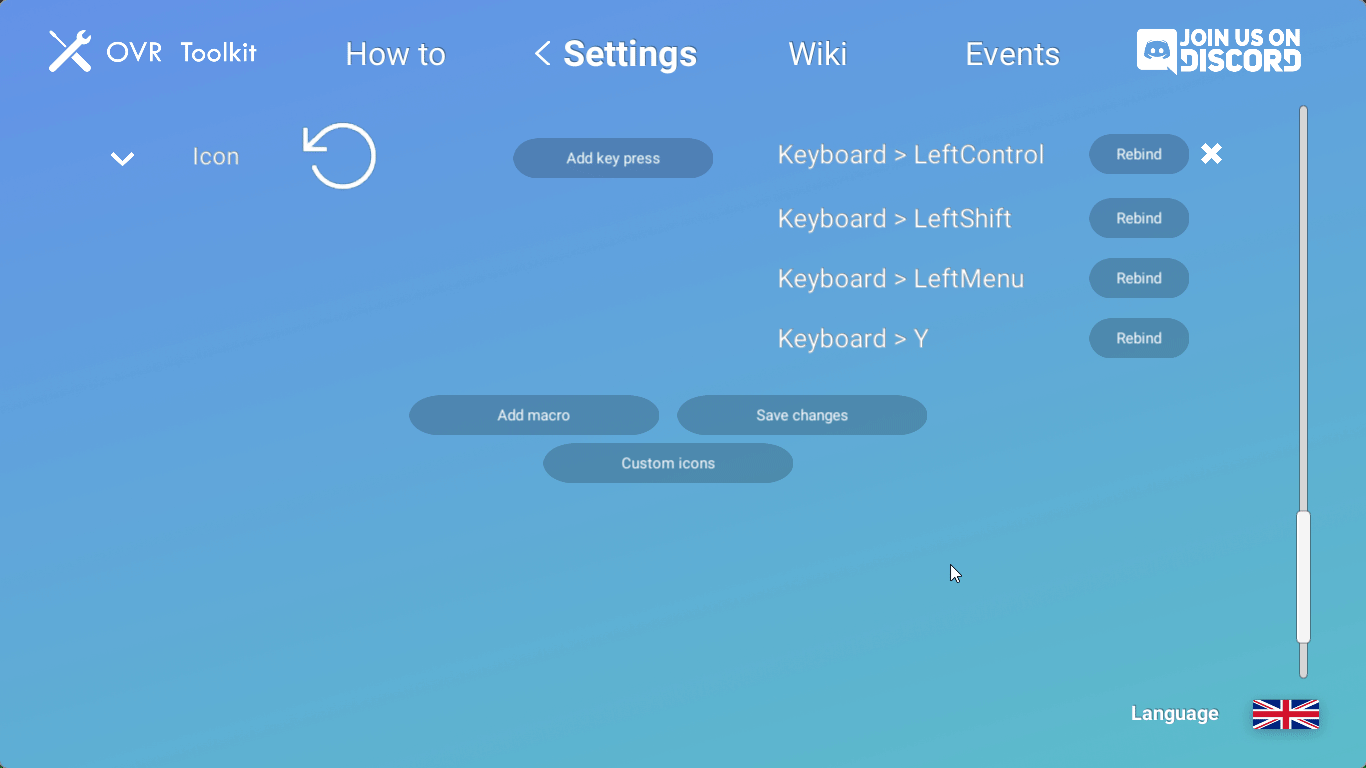 OVR Toolkit
How to
< Settings
Wiki
Events
JOIN US ON
DISCORD
Icon
Add key press
Keyboard > LeftControl
Rebind
Keyboard > LeftShift
Rebind
Keyboard > LeftMenu
Rebind
Keyboard > Y
Rebind
Add macro
Save changes
Custom icons
Language